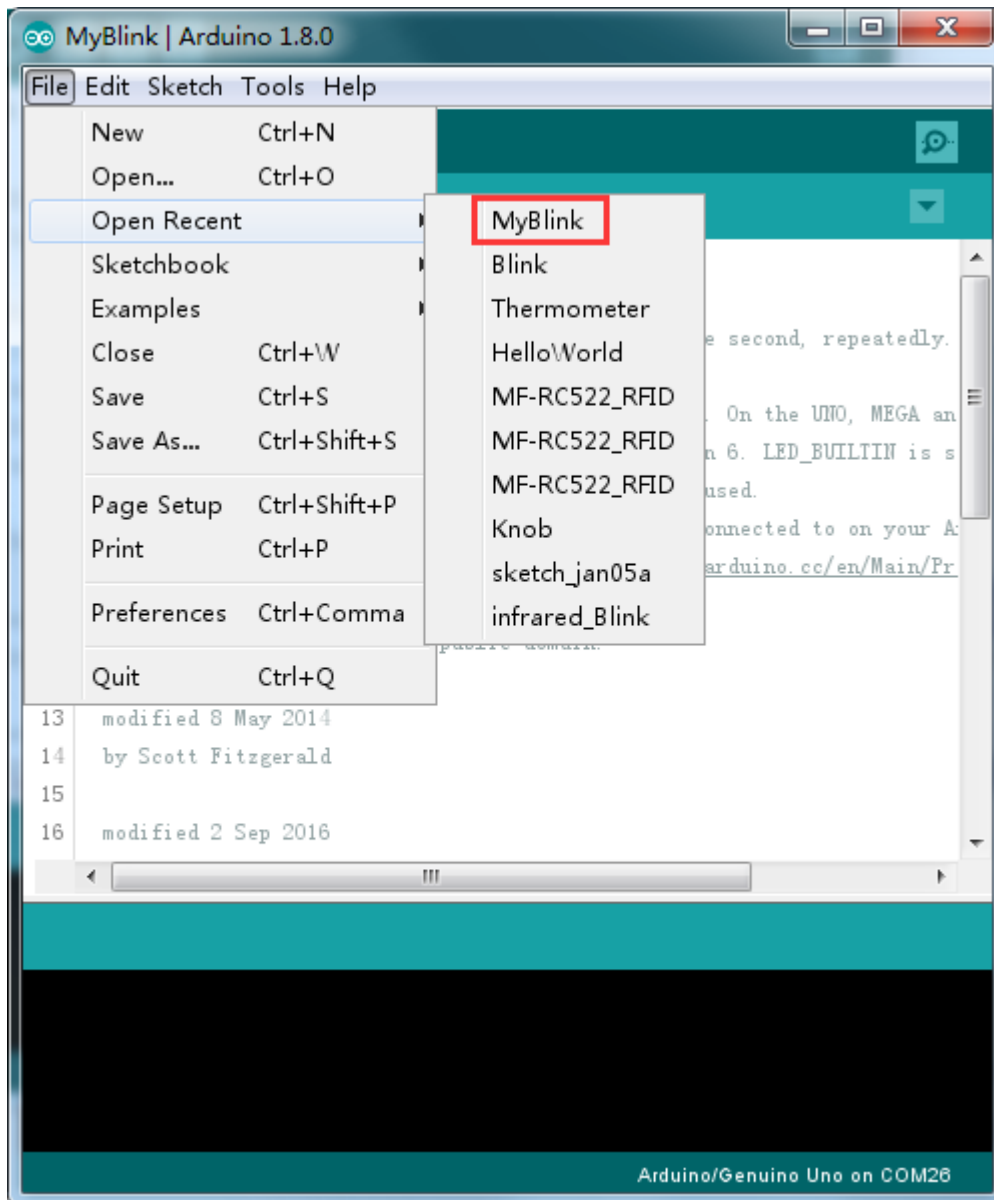 MyBlink | Arduino 1.8.0
File Edit Sketch Tools Help
New Ctrl+N
Open... Ctrl+O
Open Recent
Sketchbook
Examples
Close Ctrl+W
Save Ctrl+S
Save As... Ctrl+Shift+S
Page Setup Ctrl+Shift+P
Print Ctrl+P
Preferences Ctrl+Comma
Quit Ctrl+Q
MyBlink
Blink
Thermometer
HelloWorld
MF-RC522_RFID
MF-RC522_RFID
MF-RC522_RFID
Knob
sketch_jan05a
infrared_Blink
e second, repeatedly.
. On the UNO, MEGA an
n 6. LED_BUILTIN is s
used.
onnected to on your A
arduino.cc/en/Main/Pr
public domain.
13 modified 8 May 2014
14 by Scott Fitzgerald
15
16 modified 2 Sep 2016
Arduino/Genuino Uno on COM26